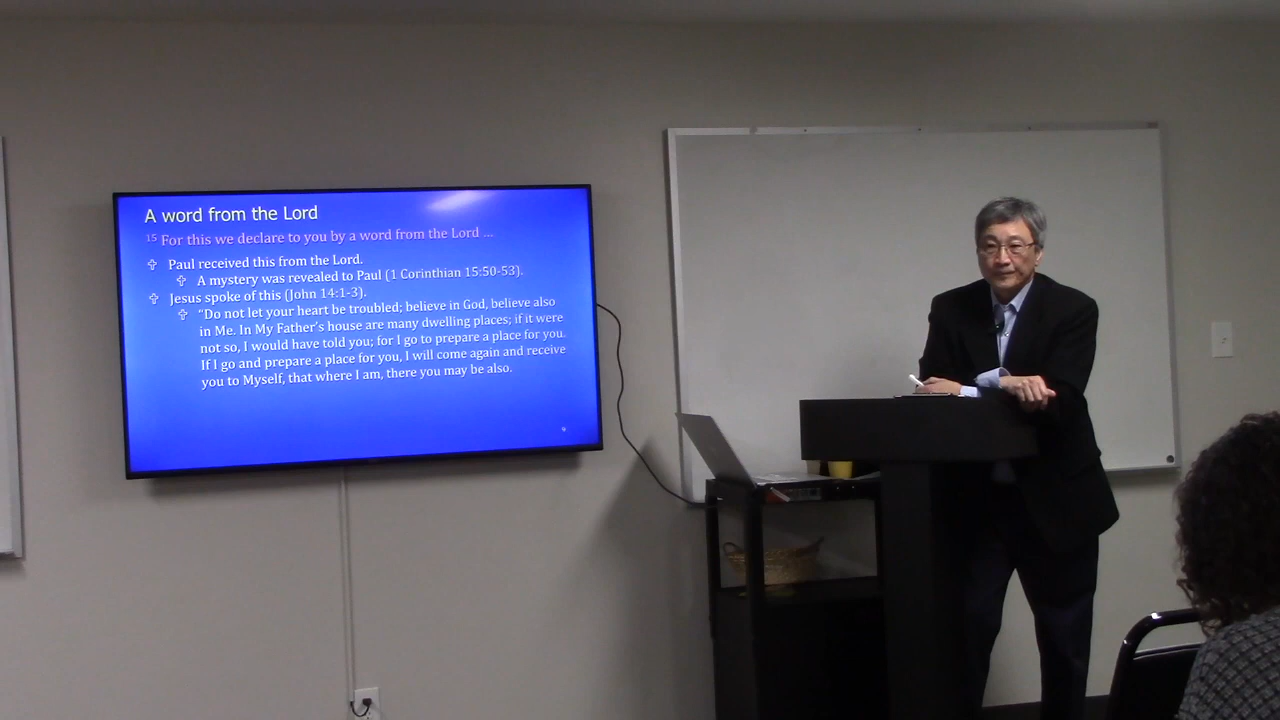 A word from the Lord
15 For this we declare to you by a word from the Lord ...
Paul received this from the Lord.
A mystery was revealed to Paul (1 Corinthian 15:50-53).
Jesus spoke of this (John 14:1-3).
"Do not let your heart be troubled; believe in God, believe also
in Me. In My Father's house are many dwelling places; if it were
not so, I would have told you; for I go to prepare a place for you.
If I go and prepare a place for you, I will come again and receive
you to Myself, that where I am, there you may be also.